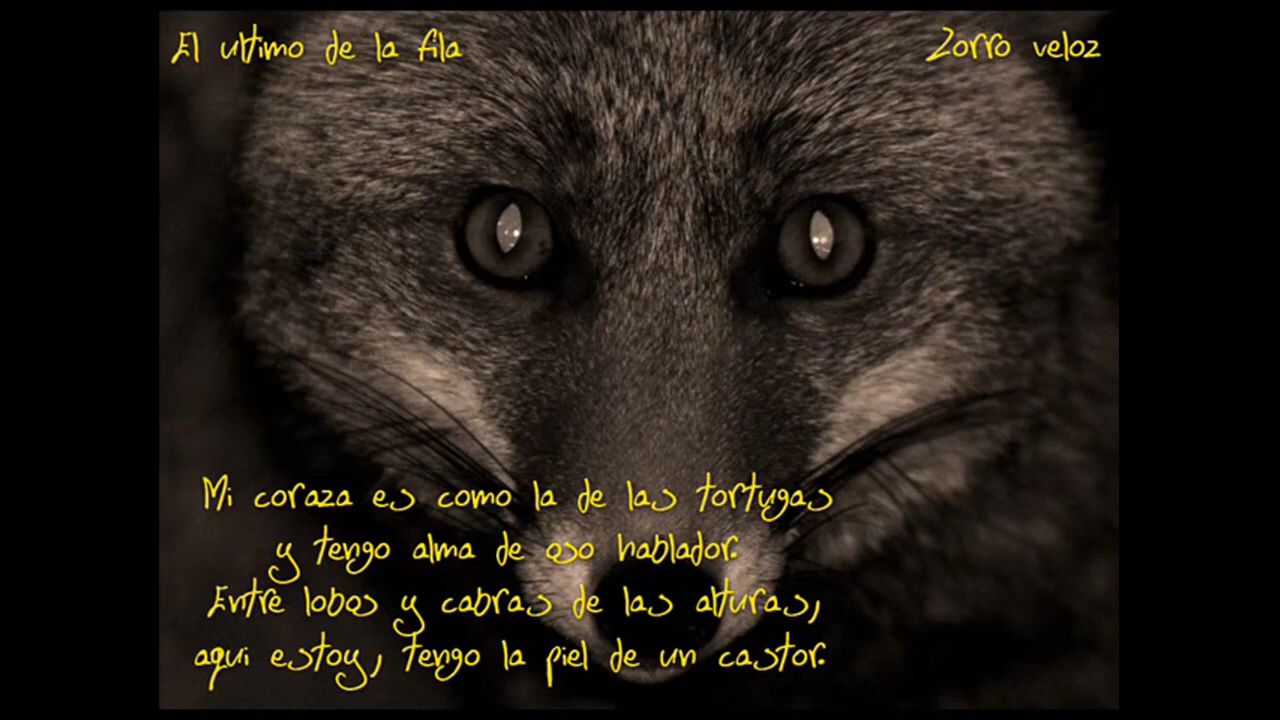 El ultimo de la fila
Zorro veloz
Mi coraza es como la de las tortugas
y tengo alma de oso hablador.
Entre lobos y cabras de las alturas,
aqui estoy, tengo la piel de un castor.